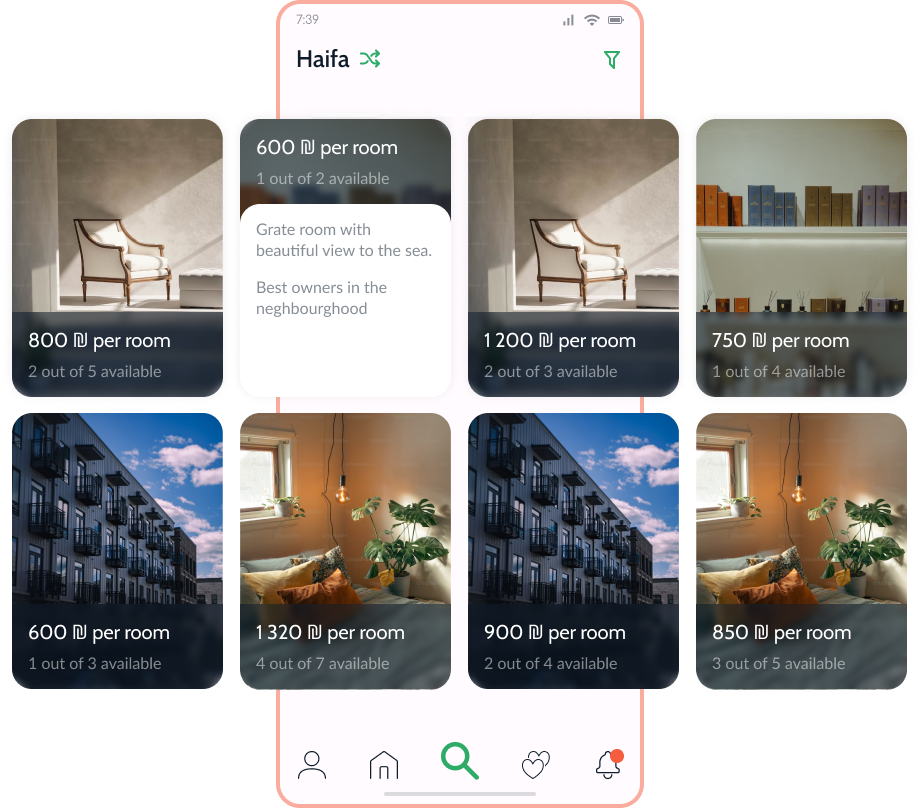 7:39
Haifa
800 ₪ per room
2 out of 5 available
600 ₪ per room
1 out of 2 available
Grate room with
beautiful view to the sea.
Best owners in the
neghbourghood
1 200 ₪ per room
2 out of 3 available
750 ₪ per room
1 out of 4 available
600 ₪ per room
1 out of 3 available
1 320 ₪ per room
4 out of 7 available
900 ₪ per room
2 out of 4 available
850 ₪ per room
3 out of 5 available